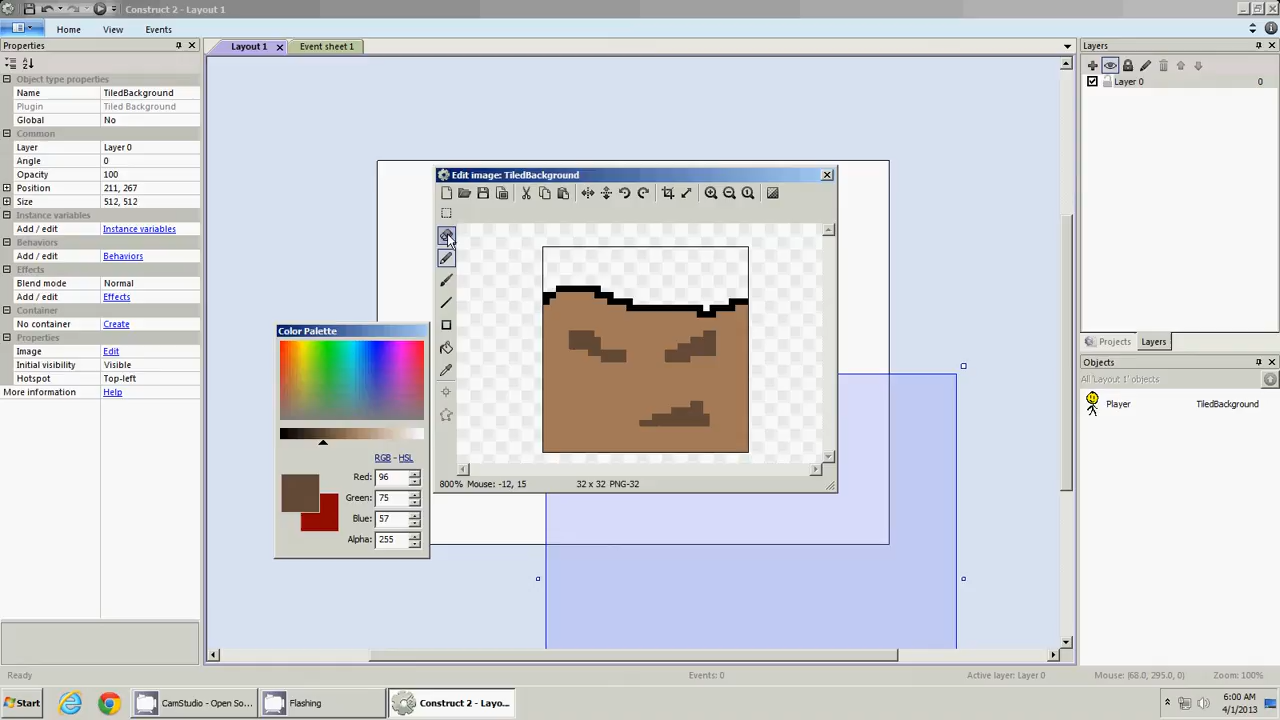 Construct 2 - Layout 1
Home View Events
Properties
Layout 1 Event sheet 1
Layers
Object type properties
Name TiledBackground
Plugin Tiled Background
Global No
Common
Layer Layer 0
Angle 0
Opacity 100
Position 211, 267
Size 512, 512
Instance variables
Add / edit Instance variables
Behaviors
Add / edit Behaviors
Effects
Blend mode Normal
Add / edit Effects
Container
No container Create
Properties
Image Edit
Initial visibility Visible
Hotspot Top-left
More information Help
Edit image: TiledBackground
800% Mouse: -12, 15 32 x 32 PNG-32
Color Palette
RGB - HSL
Red: 96
Green: 75
Blue: 57
Alpha: 255
Layer 0 0
Projects Layers
Objects
All 'Layout 1' objects
Player TiledBackground
Ready Events: 0 Active layer: Layer 0 Mouse: (68.0, 295.0, 0) Zoom: 100%
Start CamStudio - Open So... Flashing Construct 2 - Layo...
6:00 AM
4/1/2013